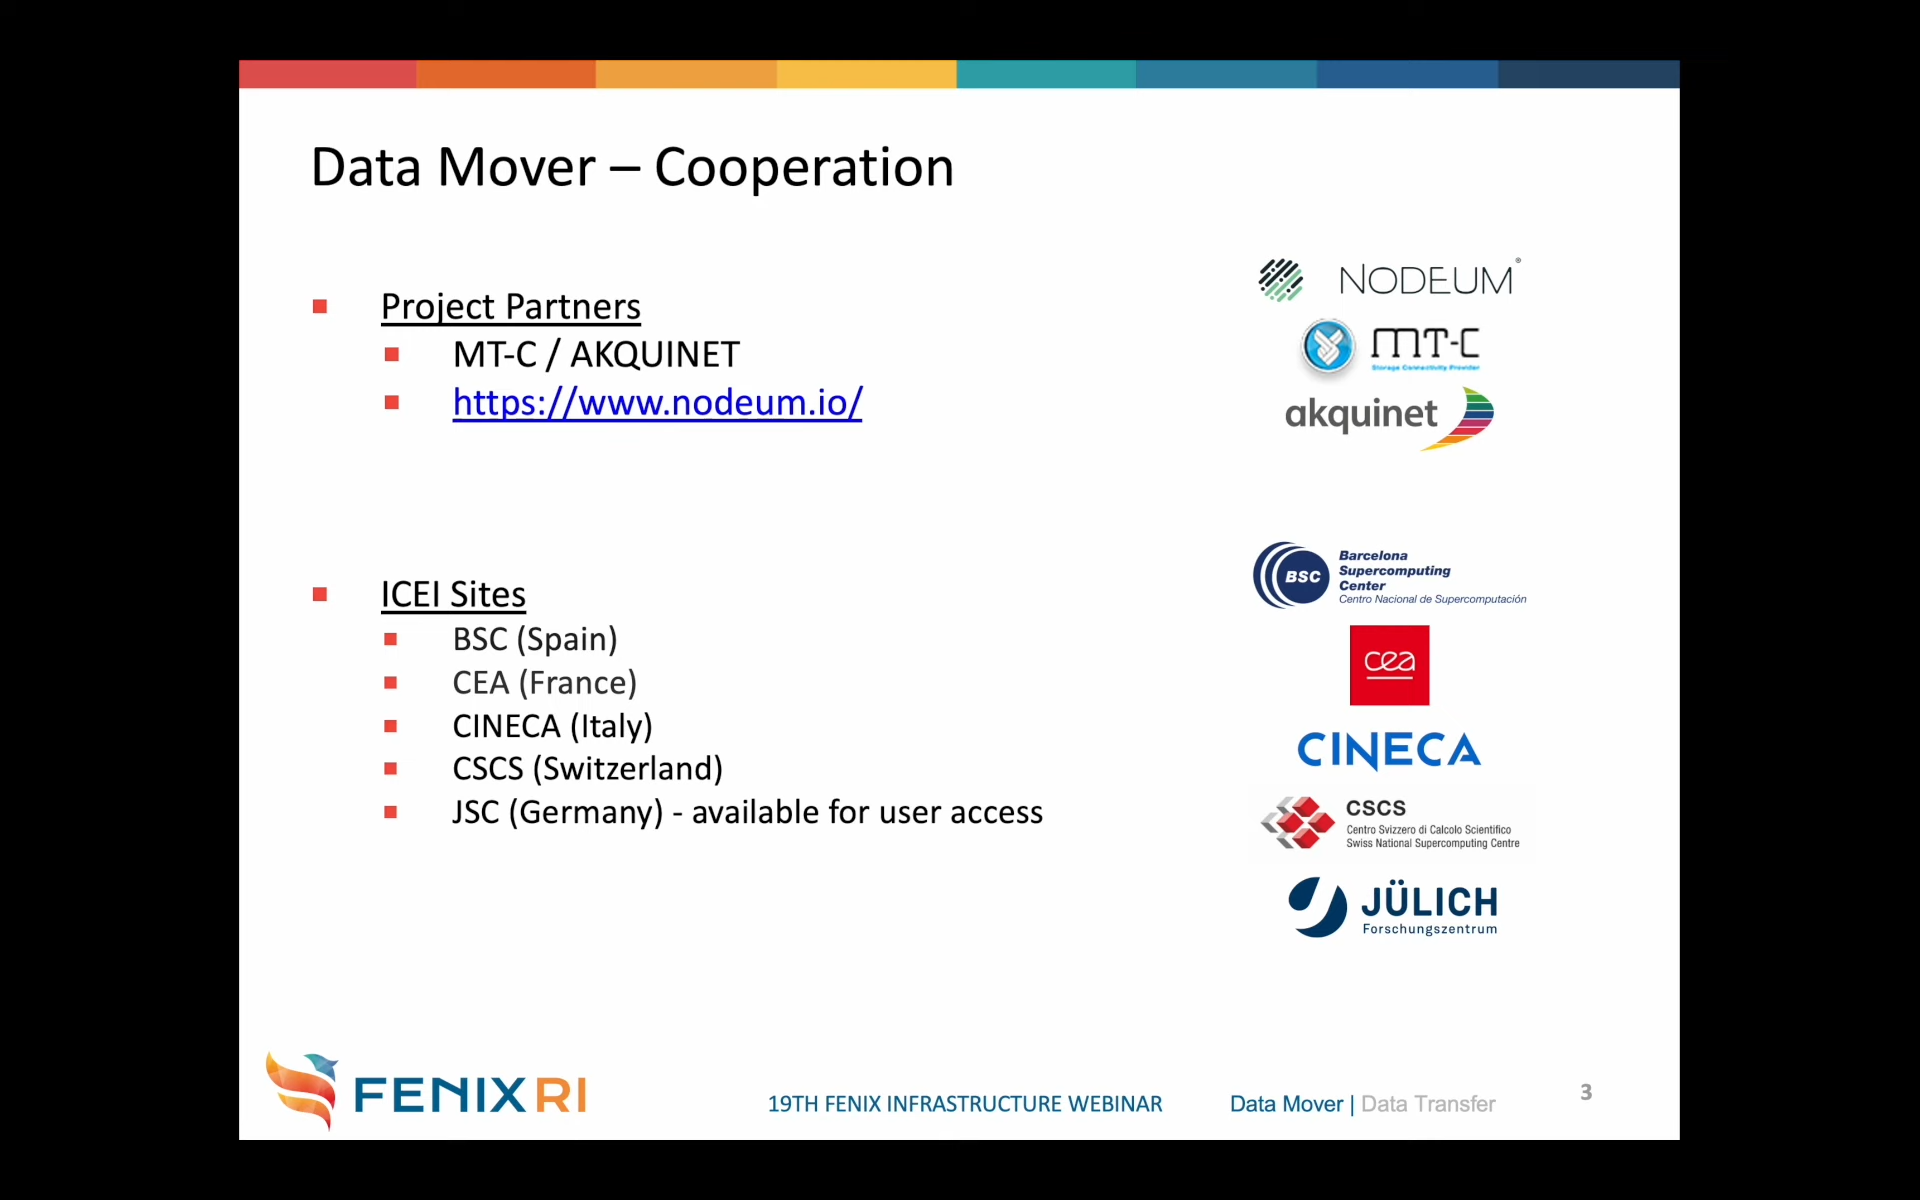 Data Mover – Cooperation
Project Partners
MT-C / AKQUINET
https://www.nodeum.io/
NODEUM®
MT-C
Storage Connectivity Provider
akquinet
ICEI Sites
BSC (Spain)
CEA (France)
CINECA (Italy)
CSCS (Switzerland)
JSC (Germany) - available for user access
BSC
Barcelona
Supercomputing
Center
Centro Nacional de Supercomputación
cea
CINECA
CSCS
Centro Svizzero di Calcolo Scientifico
Swiss National Supercomputing Centre
JÜLICH
Forschungszentrum
FENIX RI
19TH FENIX INFRASTRUCTURE WEBINAR
Data Mover | Data Transfer
3